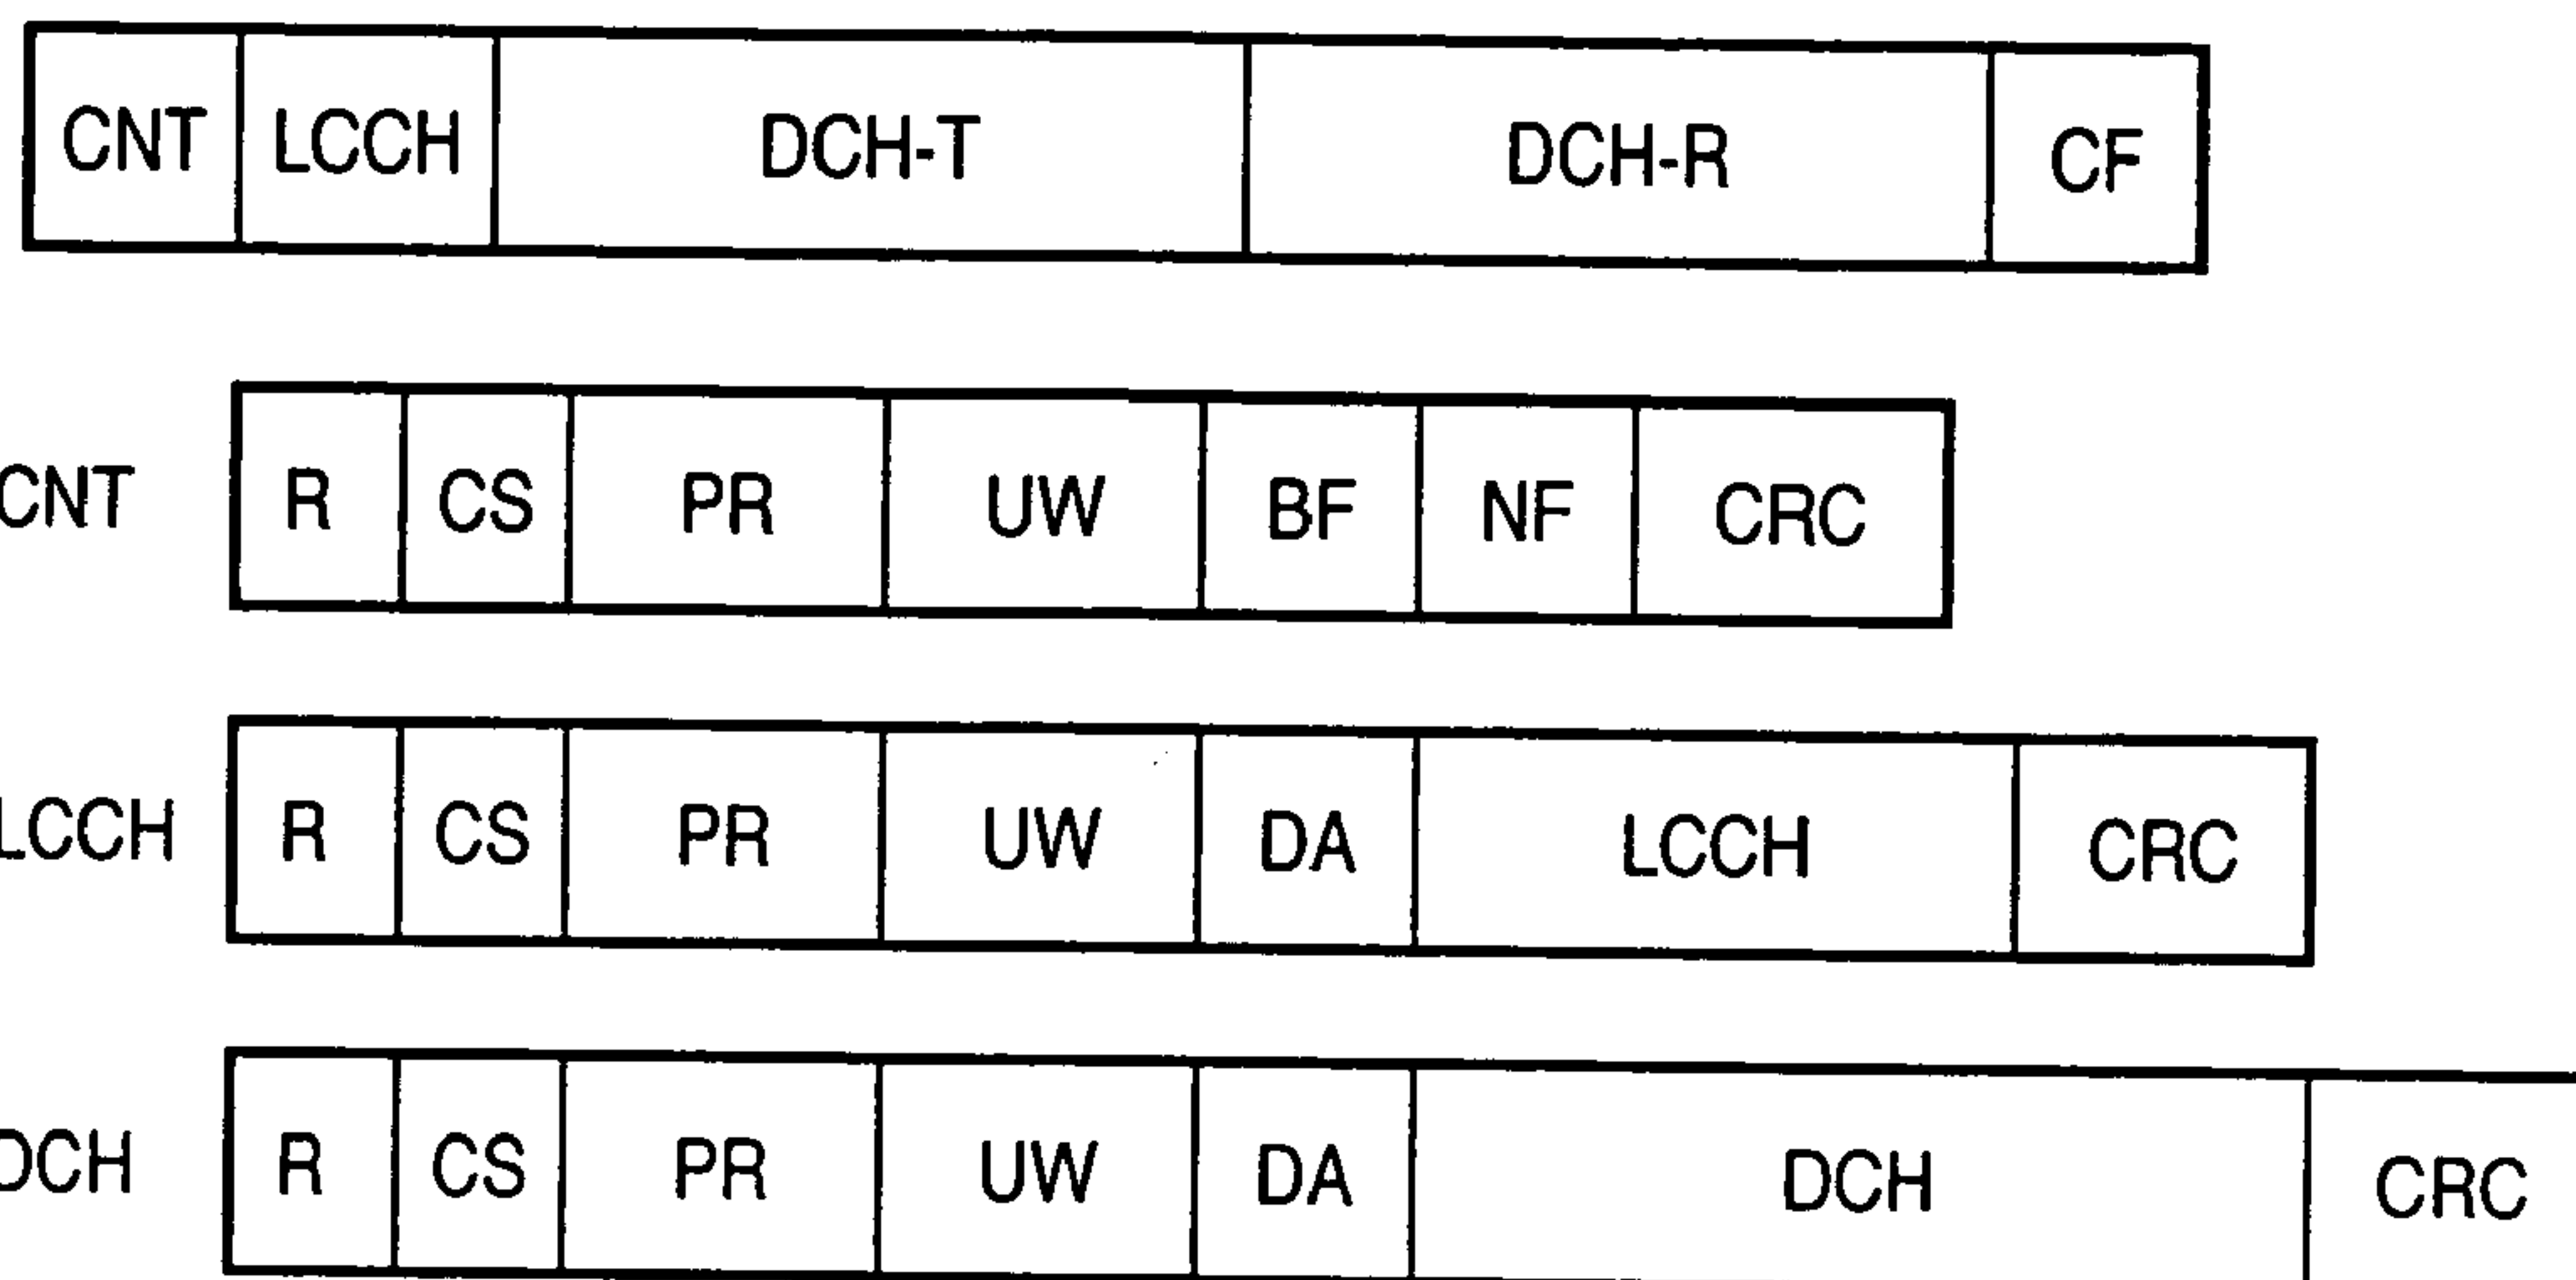 CNT LCCH DCH-T DCH-R CF
CNT R CS PR UW BF NF CRC
LCCH R CS PR UW DA LCCH CRC
DCH R CS PR UW DA DCH CRC